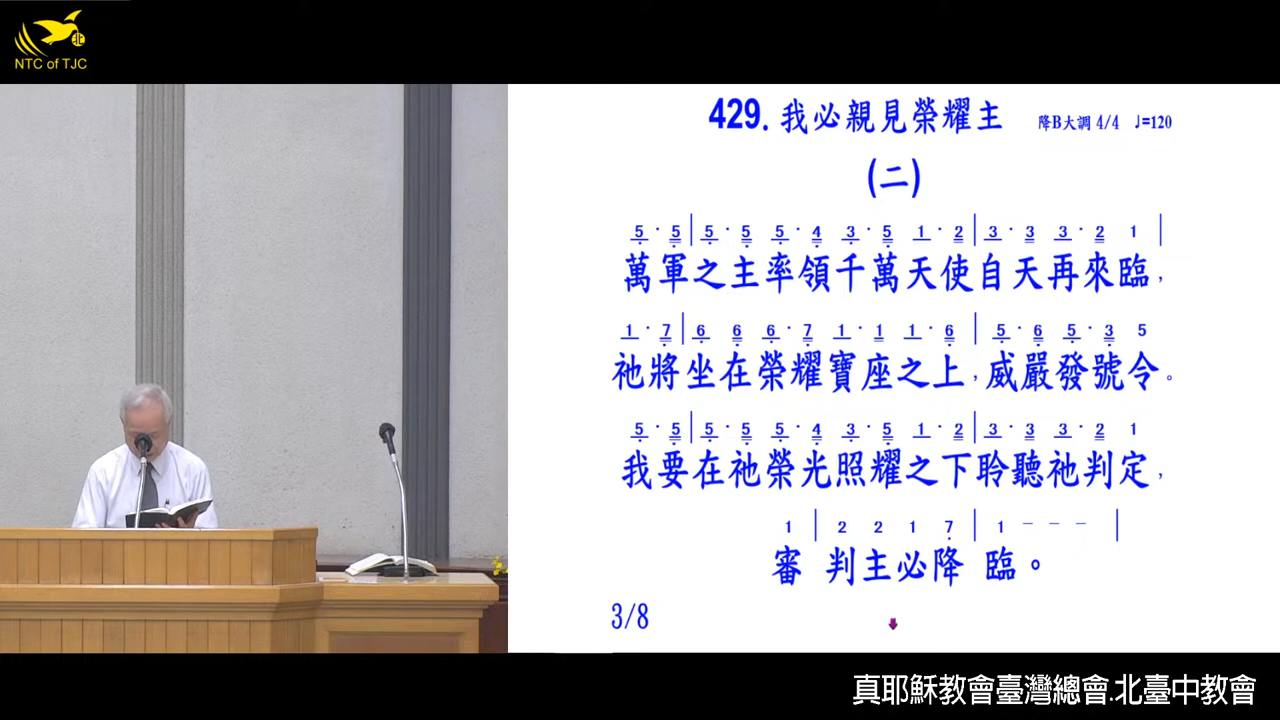 北
NTC of TJC
429. 我必親見榮耀主 降B大調 4/4 ♩=120
(二)
5 · 5 | 5 · 5 5 · 4 3 · 5 1 · 2 | 3 · 3 3 · 2 1 |
萬軍之主率領千萬天使自天再來臨，
1 · 7 | 6 6 6 · 7 1 · 1 1 · 6 | 5 · 6 5 · 3 5
祂將坐在榮耀寶座之上，威嚴發號令。
5 · 5 | 5 · 5 5 · 4 3 · 5 1 · 2 | 3 · 3 3 · 2 1
我要在祂榮光照耀之下聆聽祂判定，
1 | 2 2 1 7 | 1 - - - |
審判主必降臨。
3/8
真耶穌教會臺灣總會.北臺中教會